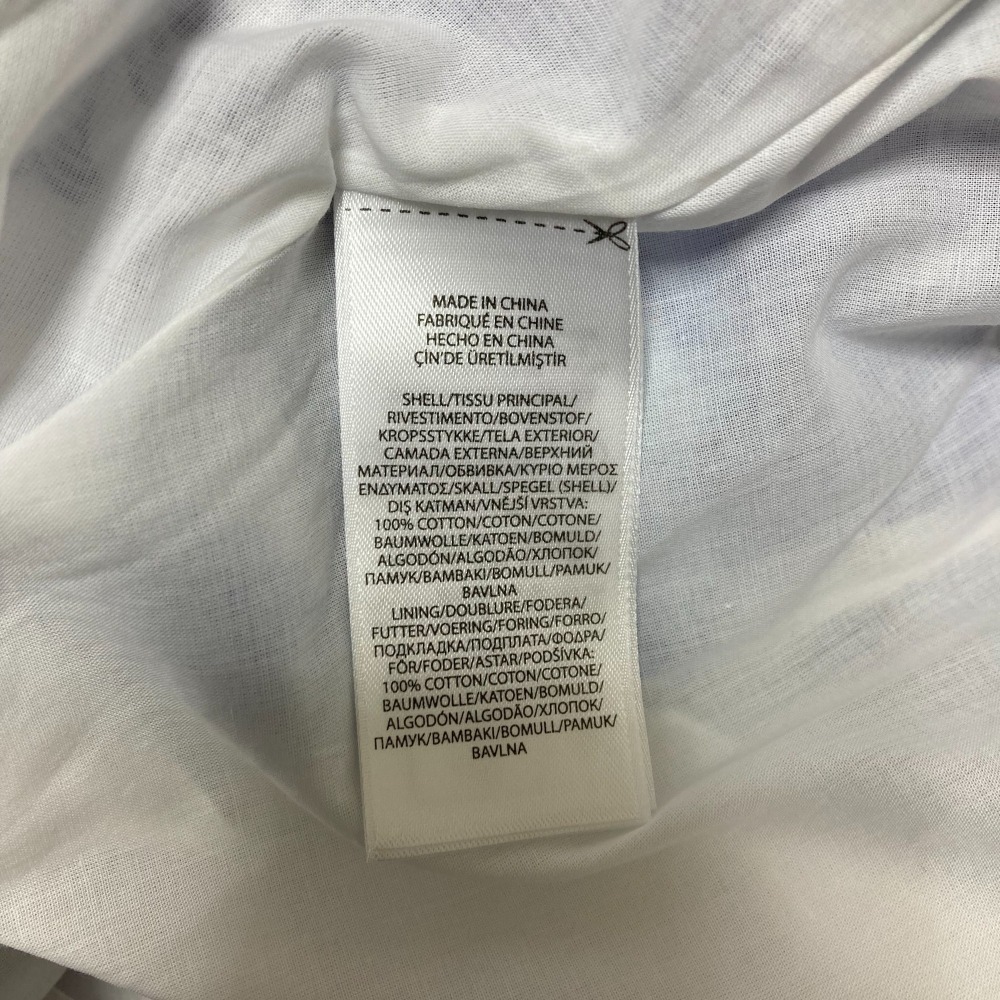 MADE IN CHINA
FABRIQUÉ EN CHINE
HECHO EN CHINA
ÇİN'DE ÜRETİLMİŞTİR
SHELL/TISSU PRINCIPAL/
RIVESTIMENTO/BOVENSTOF/
KROPSSTYKKE/TELA EXTERIOR/
CAMADA EXTERNA/ВЕРХНИЙ
МАТЕРИАЛ/ОБВИВКА/ΚΥΡΙΟ ΜΕΡΟΣ
ΕΝΔΥΜΑΤΟΣ/SKALL/SPEGEL (SHELL)/
DIŞ KATMAN/VNĚJŠÍ VRSTVA:
100% COTTON/COTON/COTONE/
BAUMWOLLE/KATOEN/BOMULD/
ALGODÓN/ALGODÃO/ХЛОПОК/
ПАМУК/ΒΑΜΒΑΚΙ/BOMULL/PAMUK/
BAVLNA
LINING/DOUBLURE/FODERA/
FUTTER/VOERING/FORING/FORRO/
ПОДКЛАДКА/ПОДПЛАТА/ΦΟΔΡΑ/
FÔR/FODER/ASTAR/PODŠÍVKA:
100% COTTON/COTON/COTONE/
BAUMWOLLE/KATOEN/BOMULD/
ALGODÓN/ALGODÃO/ХЛОПОК/
ПАМУК/ΒΑΜΒΑΚΙ/BOMULL/PAMUK/
BAVLNA